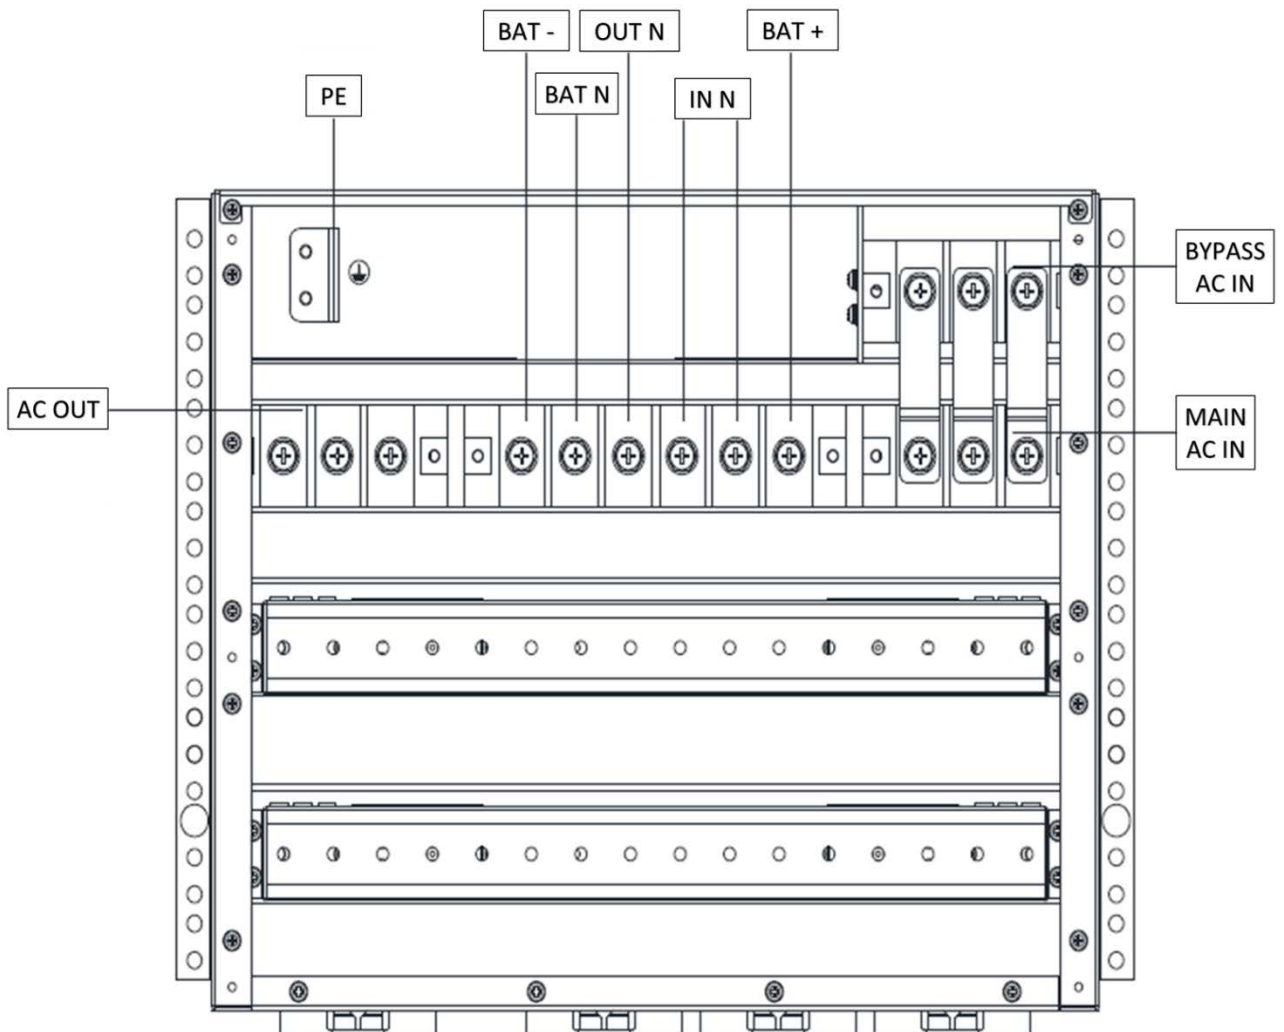 BAT -
OUT N
BAT +
PE
BAT N
IN N
BYPASS
AC IN
AC OUT
MAIN
AC IN